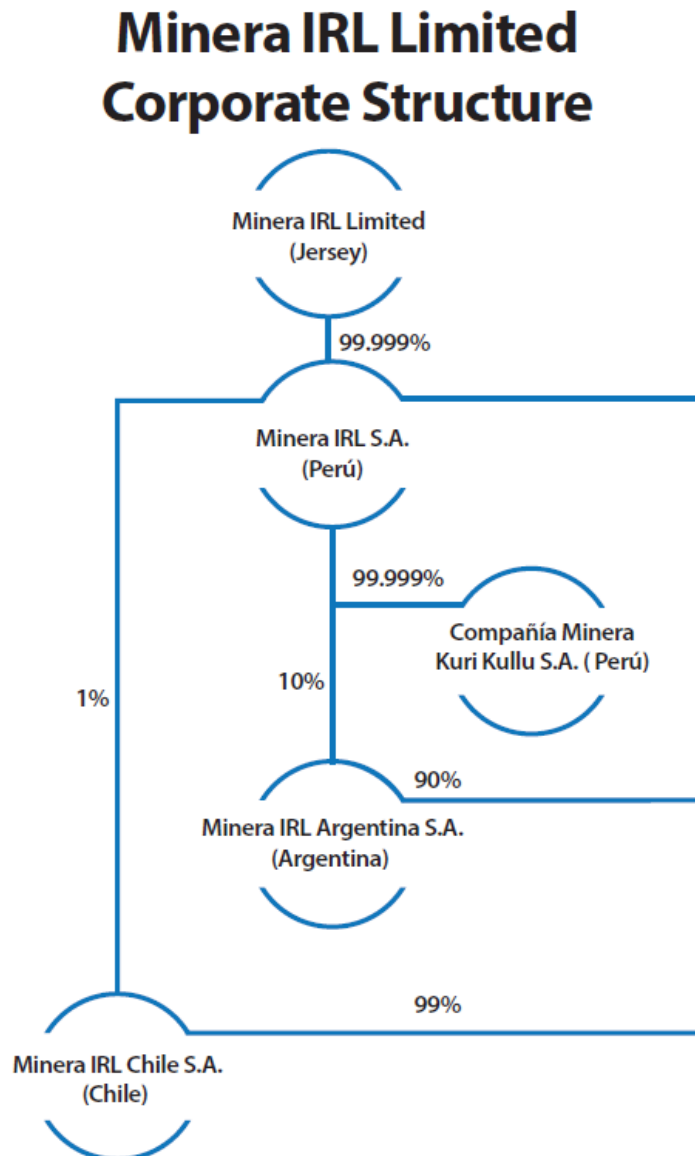 Minera IRL Limited
Corporate Structure
Minera IRL Limited
(Jersey)
99.999%
Minera IRL S.A.
(Perú)
99.999%
Compañía Minera
Kuri Kullu S.A. ( Perú)
1%
10%
90%
Minera IRL Argentina S.A.
(Argentina)
99%
Minera IRL Chile S.A.
(Chile)